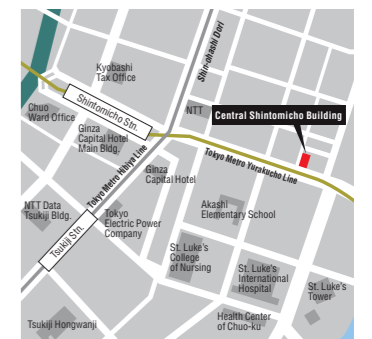 Kyobashi
Tax Office
Shin-ohashi Dori
Shintomicho Stn.
NTT
Central Shintomicho Building
Chuo
Ward Office
Ginza
Capital Hotel
Main Bldg.
Tokyo Metro Hibiya Line
Tokyo Metro Yurakucho Line
Ginza
Capital Hotel
NTT Data
Tsukiji Bldg.
Tsukiji Stn.
Tokyo
Electric Power
Company
Akashi
Elementary School
St. Luke's
College
of Nursing
St. Luke's
International
Hospital
St. Luke's
Tower
Tsukiji Hongwanji
Health Center
of Chuo-ku